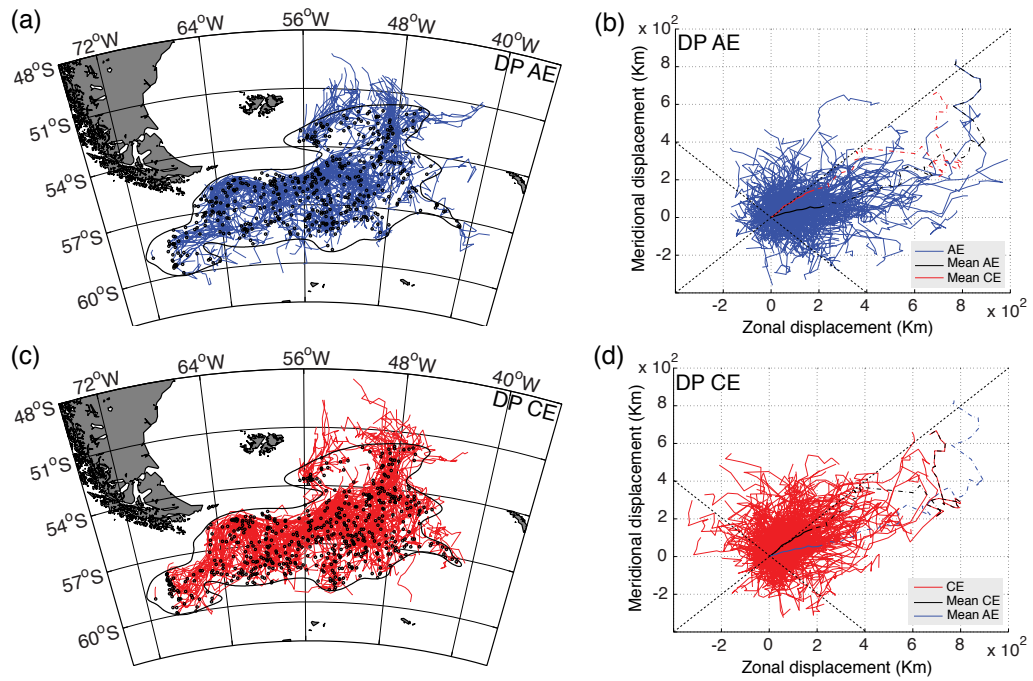 (a)
72°W
64°W
56°W
48°W
40°W
DP AE
48°S
51°S
54°S
57°S
60°S
(b)
x 10²
DP AE
Meridional displacement (Km)
8
6
4
2
0
-2
AE
Mean AE
Mean CE
-2 0 2 4 6 8
Zonal displacement (Km)
x 10²
(c)
72°W
64°W
56°W
48°W
40°W
DP CE
48°S
51°S
54°S
57°S
60°S
(d)
x 10²
DP CE
Meridional displacement (Km)
8
6
4
2
0
-2
CE
Mean CE
Mean AE
-2 0 2 4 6 8
Zonal displacement (Km)
x 10²